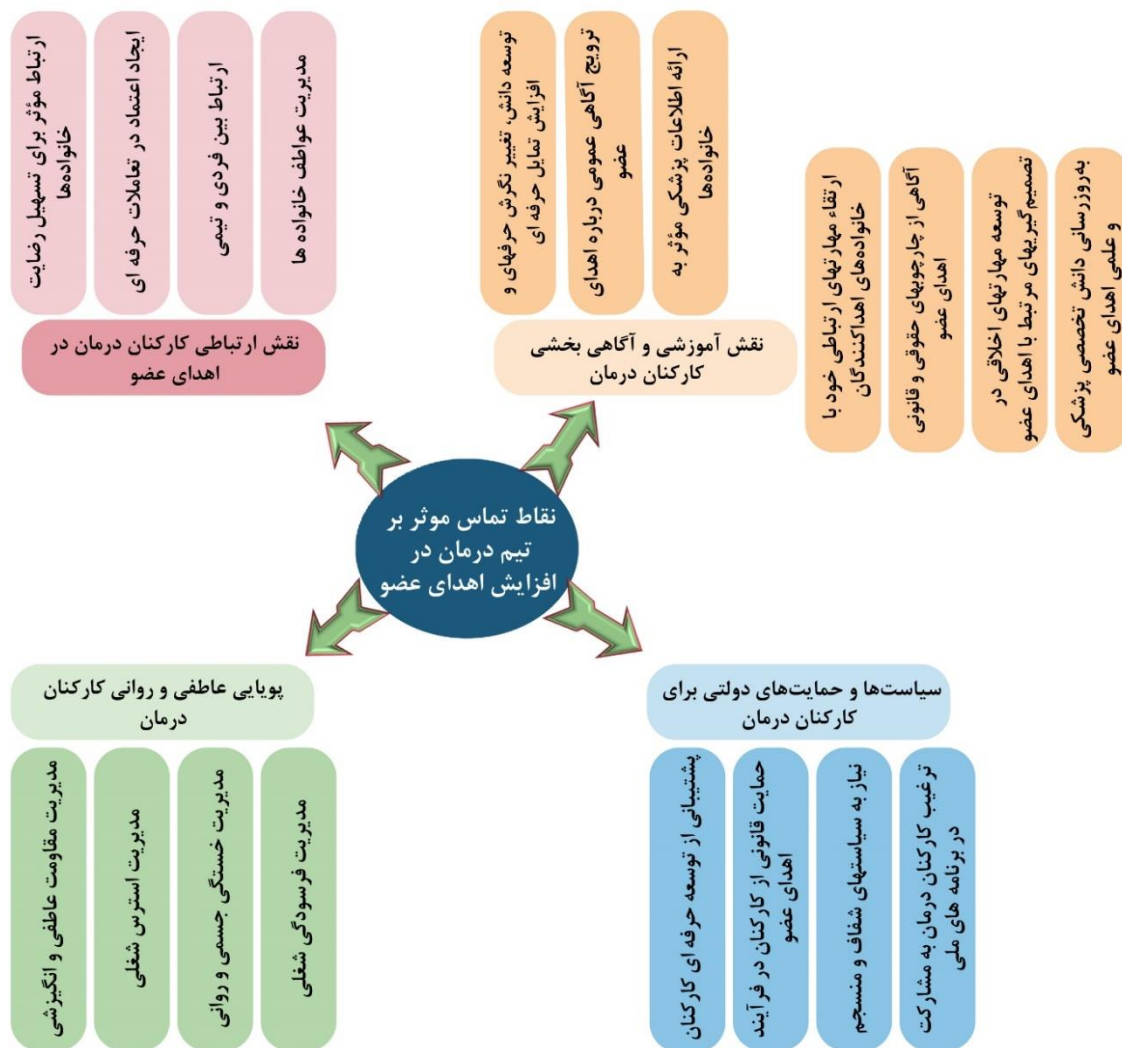 ارتباط مؤثر برای تسهیل رضایت
خانواده‌ها
ایجاد اعتماد در تعاملات حرفه ای
ارتباط بین فردی و تیمی
مدیریت عواطف خانواده ها
نقش ارتباطی کارکنان درمان در
اهدای عضو
توسعه دانش، تغییر نگرش حرفهای و
افزایش تمایل حرفه ای
ترویج آگاهی عمومی درباره اهدای
عضو
ارائه اطلاعات پزشکی مؤثر به
خانواده‌ها
نقش آموزشی و آگاهی بخشی
کارکنان درمان
ارتقاء مهارتهای ارتباطی خود با
خانواده‌های اهداکنندگان
آگاهی از چارچوبهای حقوقی و قانونی
اهدای عضو
توسعه مهارتهای اخلاقی در
تصمیم گیریهای مرتبط با اهدای عضو
به‌روزرسانی دانش تخصصی پزشکی
و علمی اهدای عضو
نقاط تماس موثر بر
تیم درمان در
افزایش اهدای عضو
پویایی عاطفی و روانی کارکنان
درمان
مدیریت مقاومت عاطفی و انگیزشی
مدیریت استرس شغلی
مدیریت خستگی جسمی و روانی
مدیریت فرسودگی شغلی
سیاست‌ها و حمایت‌های دولتی برای
کارکنان درمان
پشتیبانی از توسعه حرفه ای کارکنان
حمایت قانونی از کارکنان در فرآیند
اهدای عضو
نیاز به سیاستهای شفاف و منسجم
ترغیب کارکنان درمان به مشارکت
در برنامه های ملی